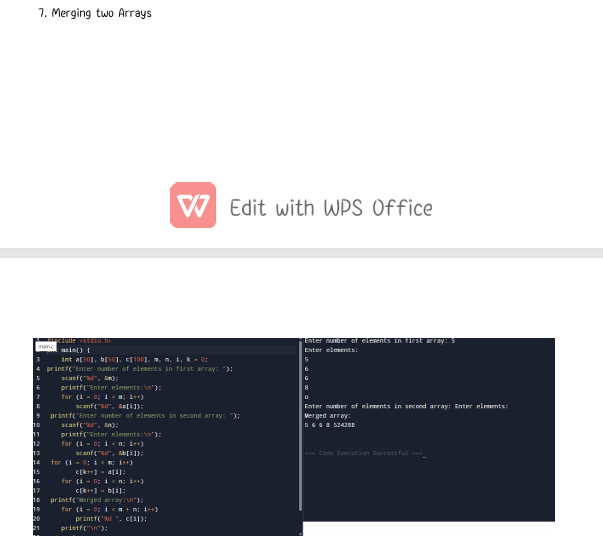 7. Merging two Arrays
Edit with WPS Office
#include <stdio.h>
main.c
main() {
3 int a[50], b[50], c[100], m, n, i, k = 0;
4 printf("Enter number of elements in first array: ");
5 scanf("%d", &m);
6 printf("Enter elements:\n");
7 for (i = 0; i < m; i++)
8 scanf("%d", &a[i]);
9 printf("Enter number of elements in second array: ");
10 scanf("%d", &n);
11 printf("Enter elements:\n");
12 for (i = 0; i < n; i++)
13 scanf("%d", &b[i]);
14 for (i = 0; i < m; i++)
15 c[k++] = a[i];
16 for (i = 0; i < n; i++)
17 c[k++] = b[i];
18 printf("Merged array:\n");
19 for (i = 0; i < m + n; i++)
20 printf("%d ", c[i]);
21 printf("\n");
Enter number of elements in first array: 5
Enter elements:
5
6
6
8
o
Enter number of elements in second array: Enter elements:
Merged array:
5 6 6 8 524288
=== Code Execution Successful ===_